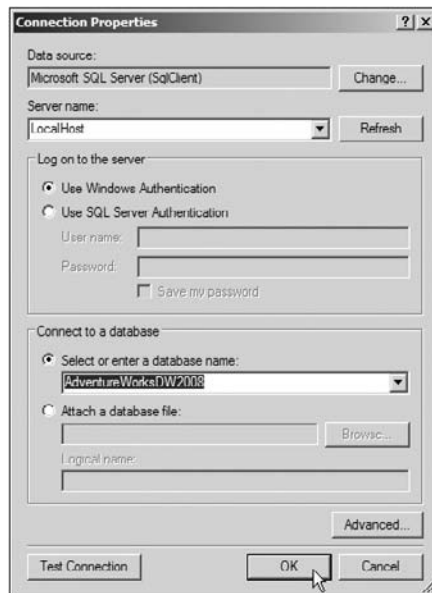 Connection Properties
Data source:
Microsoft SQL Server (SqlClient)
Change...
Server name:
LocalHost
Refresh
Log on to the server
Use Windows Authentication
Use SQL Server Authentication
User name:
Password:
Save my password
Connect to a database
Select or enter a database name:
AdventureWorksDW2008
Attach a database file:
Browse...
Logical name:
Advanced...
Test Connection
OK
Cancel